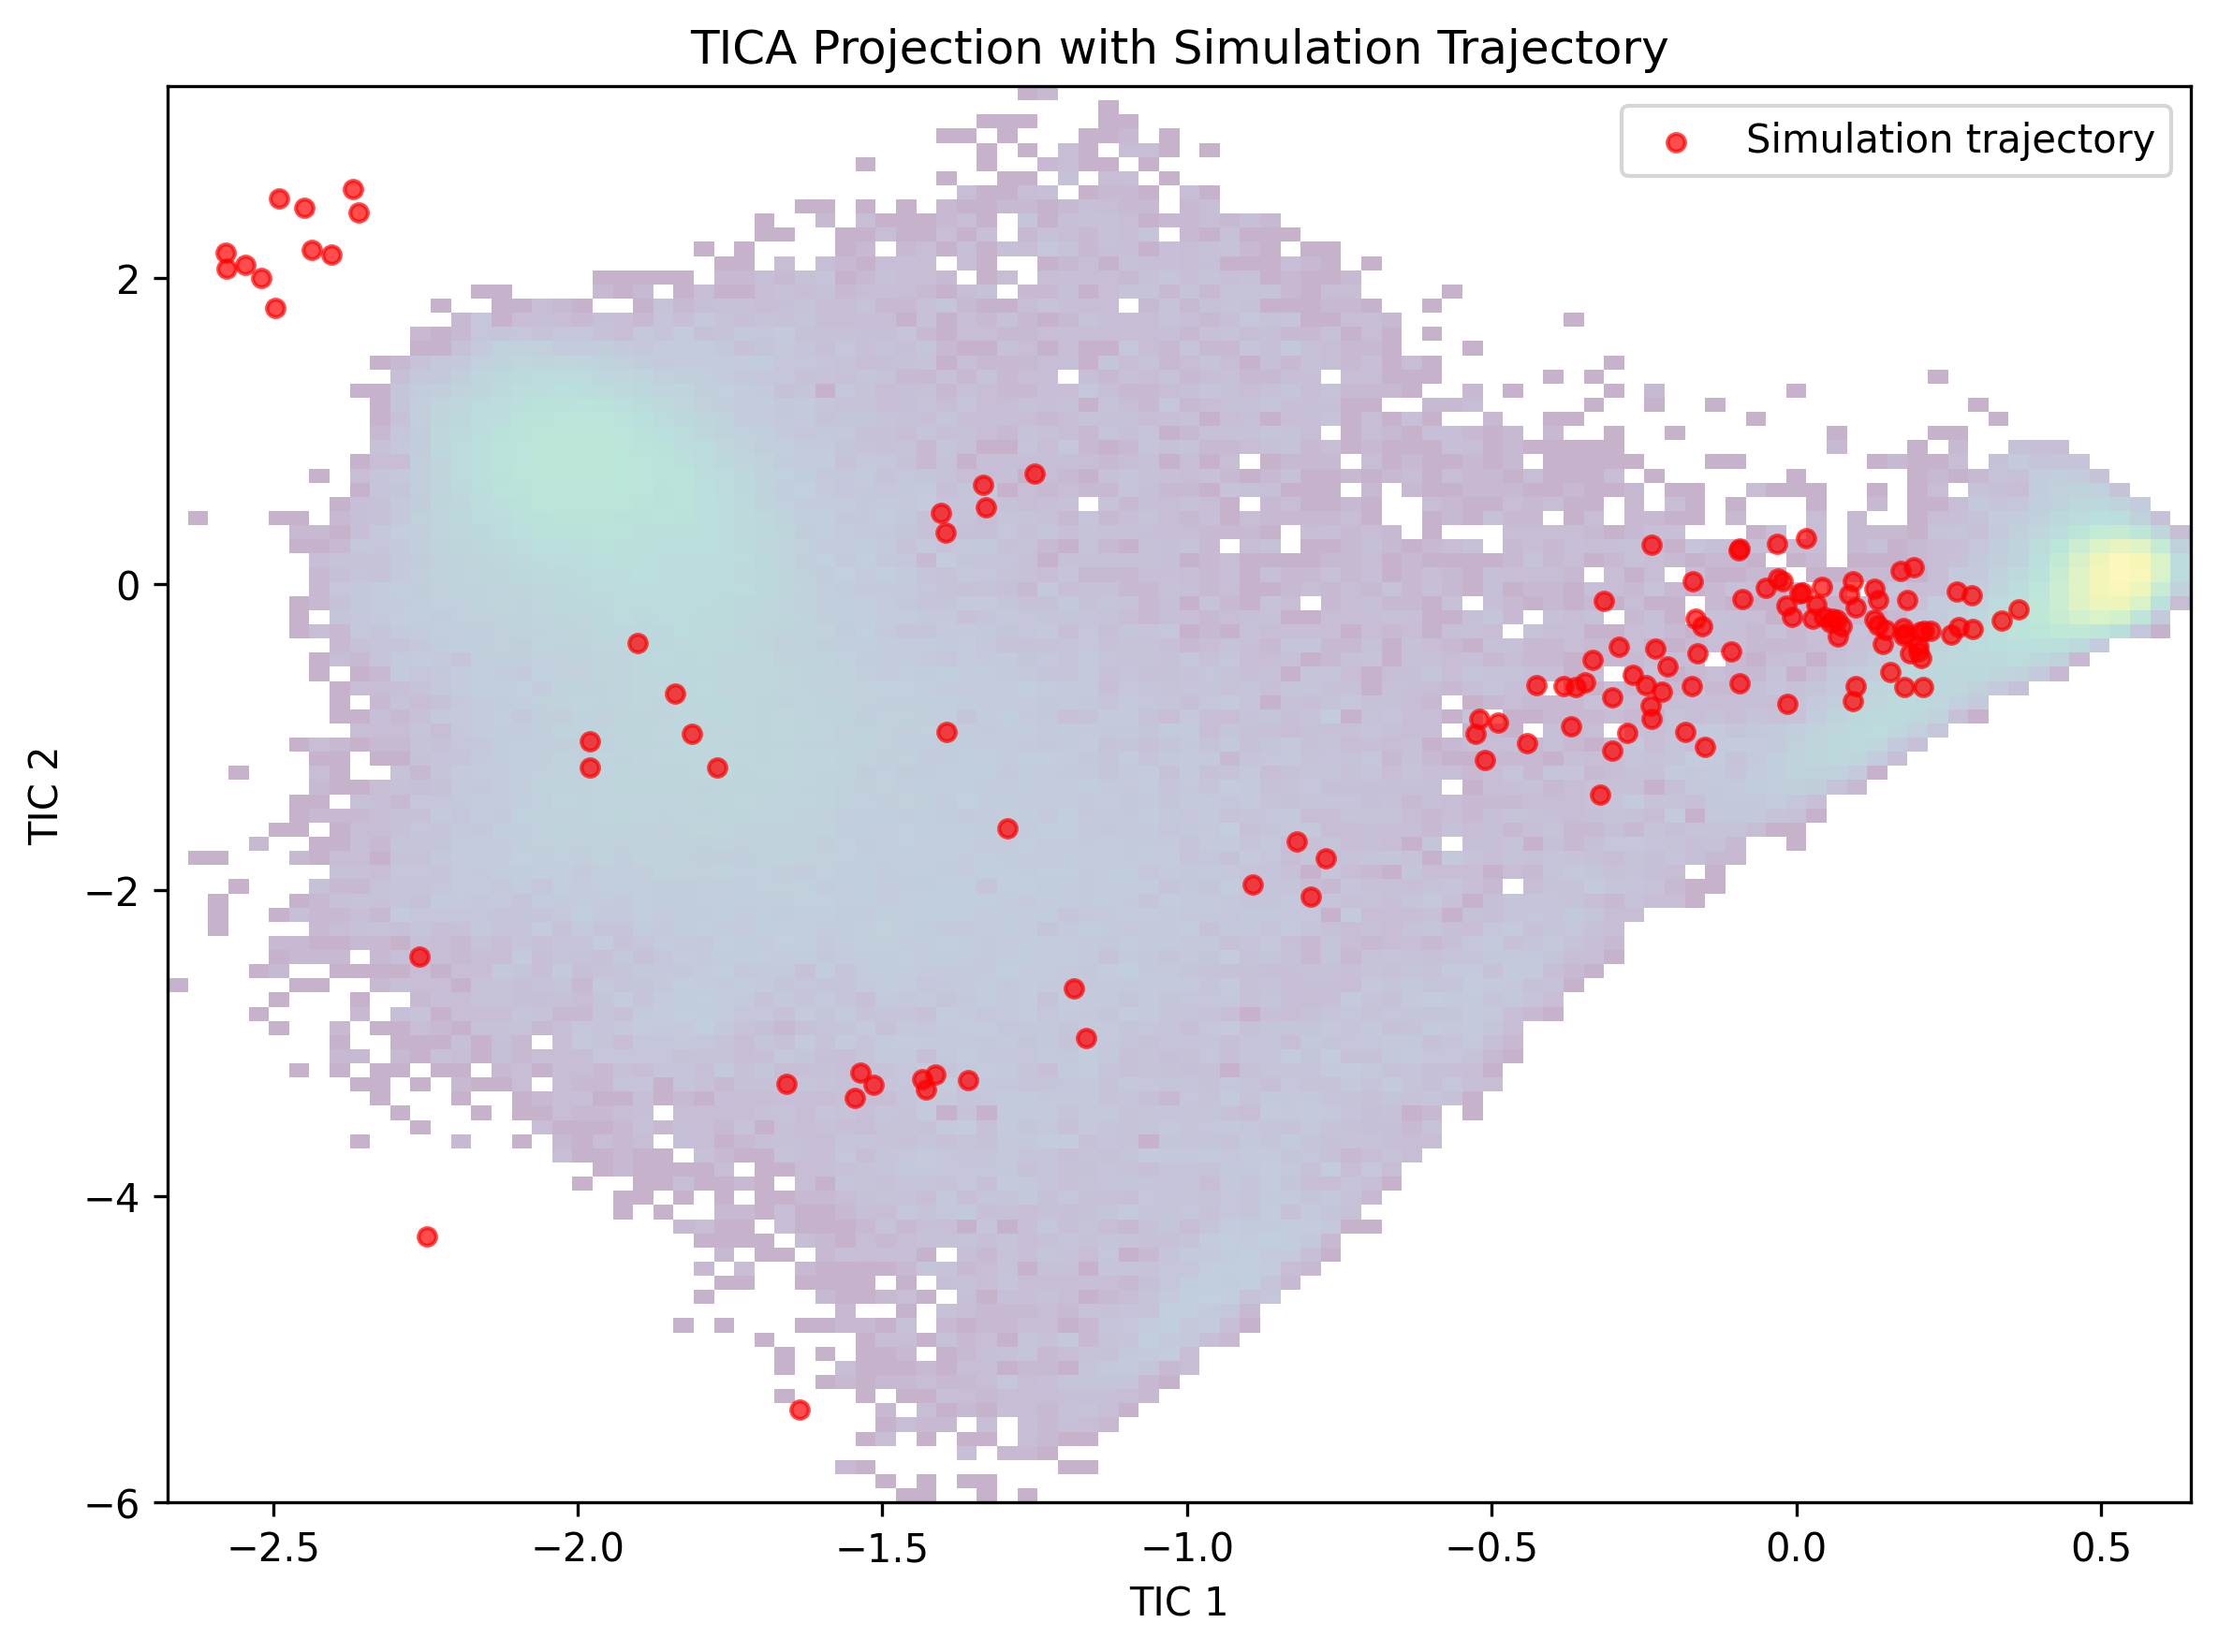 TICA Projection with Simulation Trajectory
Simulation trajectory
TIC 2
2
0
−2
−4
−6
−2.5 −2.0 −1.5 −1.0 −0.5 0.0 0.5
TIC 1